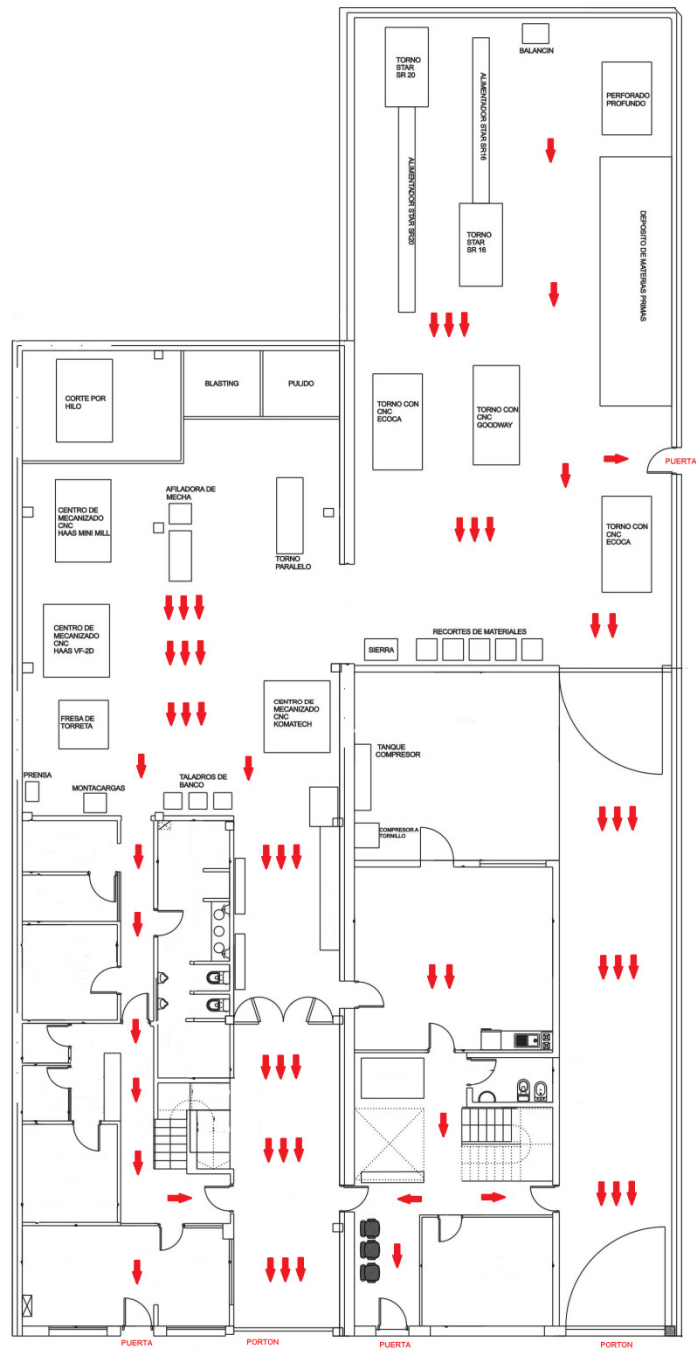 BALANCIN
TORNO
STAR
SR 20
ALIMENTADOR STAR SR16
PERFORADO
PROFUNDO
ALIMENTADOR STAR SR20
DEPOSITO DE MATERIAS PRIMAS
TORNO
STAR
SR 16
CORTE POR
HILO
BLASTING
PULIDO
TORNO CON
CNC
ECOCA
TORNO CON
CNC
GOODWAY
PUERTA
AFILADORA DE
MECHA
CENTRO DE
MECANIZADO
CNC
HAAS MINI MILL
TORNO
PARALELO
TORNO CON
CNC
ECOCA
CENTRO DE
MECANIZADO
CNC
HAAS VF-2D
SIERRA
RECORTES DE MATERIALES
FRESA DE
TORRETA
CENTRO DE
MECANIZADO
CNC
KOMATECH
TANQUE
COMPRESOR
PRENSA
MONTACARGAS
TALADROS DE
BANCO
COMPRESOR A
TORNILLO
PUERTA
PORTON
PUERTA
PORTON